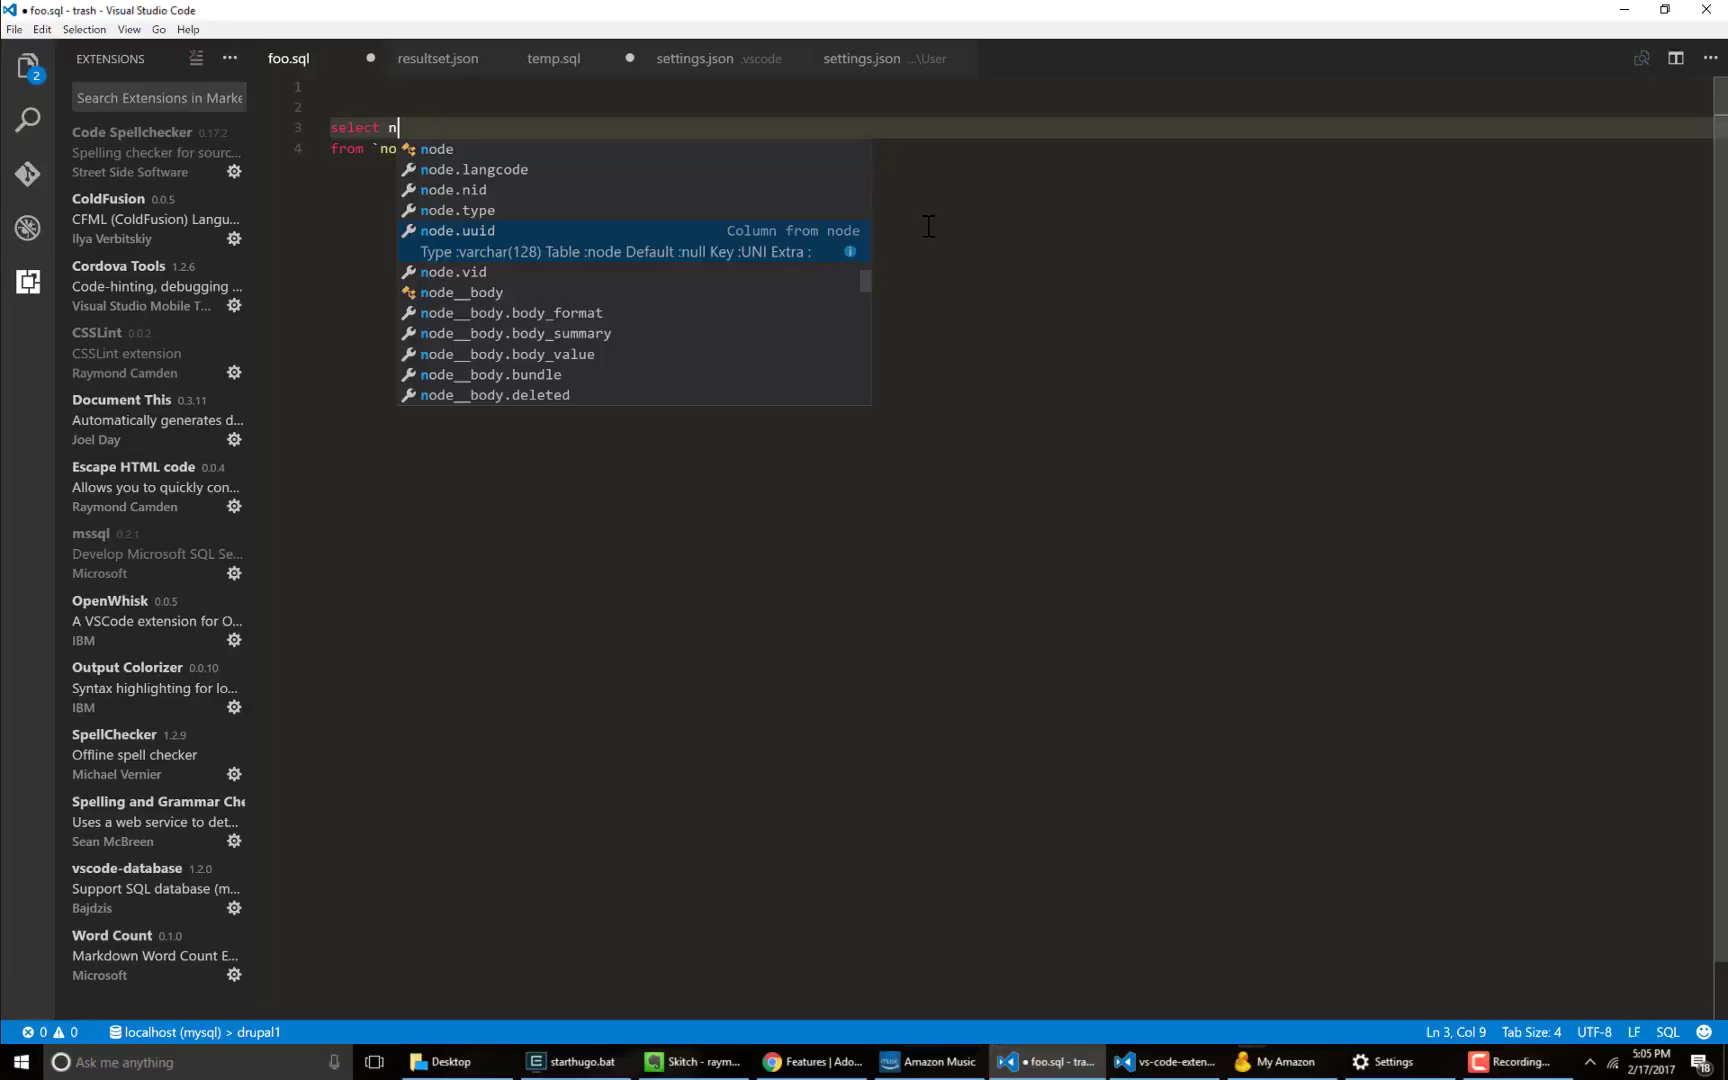 ● foo.sql - trash - Visual Studio Code
File Edit Selection View Go Help
2
EXTENSIONS
Search Extensions in Marke
Code Spellchecker 0.17.2
Spelling checker for sourc...
Street Side Software
ColdFusion 0.0.5
CFML (ColdFusion) Langu...
Ilya Verbitskiy
Cordova Tools 1.2.6
Code-hinting, debugging ...
Visual Studio Mobile T...
CSSLint 0.0.2
CSSLint extension
Raymond Camden
Document This 0.3.11
Automatically generates d...
Joel Day
Escape HTML code 0.0.4
Allows you to quickly con...
Raymond Camden
mssql 0.2.1
Develop Microsoft SQL Se...
Microsoft
OpenWhisk 0.0.5
A VSCode extension for O...
IBM
Output Colorizer 0.0.10
Syntax highlighting for lo...
IBM
SpellChecker 1.2.9
Offline spell checker
Michael Vernier
Spelling and Grammar Che
Uses a web service to det...
Sean McBreen
vscode-database 1.2.0
Support SQL database (m...
Bajdzis
Word Count 0.1.0
Markdown Word Count E...
Microsoft
foo.sql resultset.json temp.sql settings.json .vscode settings.json ...\User
1
2
3 select n
4 from `no
node
node.langcode
node.nid
node.type
node.uuid Column from node
Type :varchar(128) Table :node Default :null Key :UNI Extra :
node.vid
node__body
node__body.body_format
node__body.body_summary
node__body.body_value
node__body.bundle
node__body.deleted
0 0 localhost (mysql) > drupal1 Ln 3, Col 9 Tab Size: 4 UTF-8 LF SQL
Ask me anything Desktop starthugo.bat Skitch - raym... Features | Ado... Amazon Music ● foo.sql - tra... vs-code-exten... My Amazon Settings Recording... 5:05 PM
2/17/2017 18